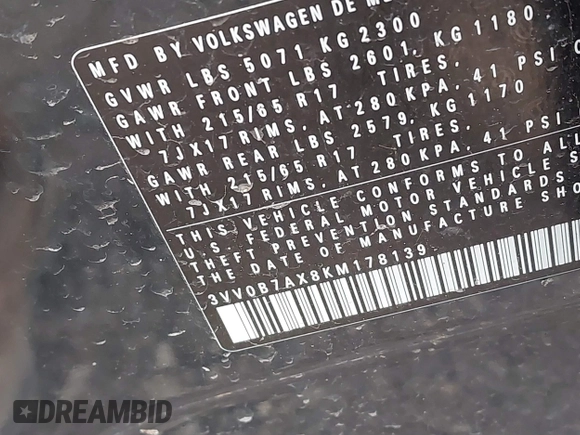 MFD BY VOLKSWAGEN DE
GVWR LBS 5071 KG 2300
GAWR FRONT LBS 2601, KG 1180
WITH 215/65 R17 TIRES,
7JX17 RIMS, AT 280 KPA, 41 PSI
GAWR REAR LBS 2579, KG 1170
WITH 215/65 R17 TIRES,
7JX17 RIMS, AT 280 KPA, 41 PSI
THIS VEHICLE CONFORMS TO ALL
U.S. FEDERAL MOTOR VEHICLE
THEFT PREVENTION STANDARDS
THE DATE OF MANUFACTURE SHO
3VV0B7AX8KM178139
DREAMBID